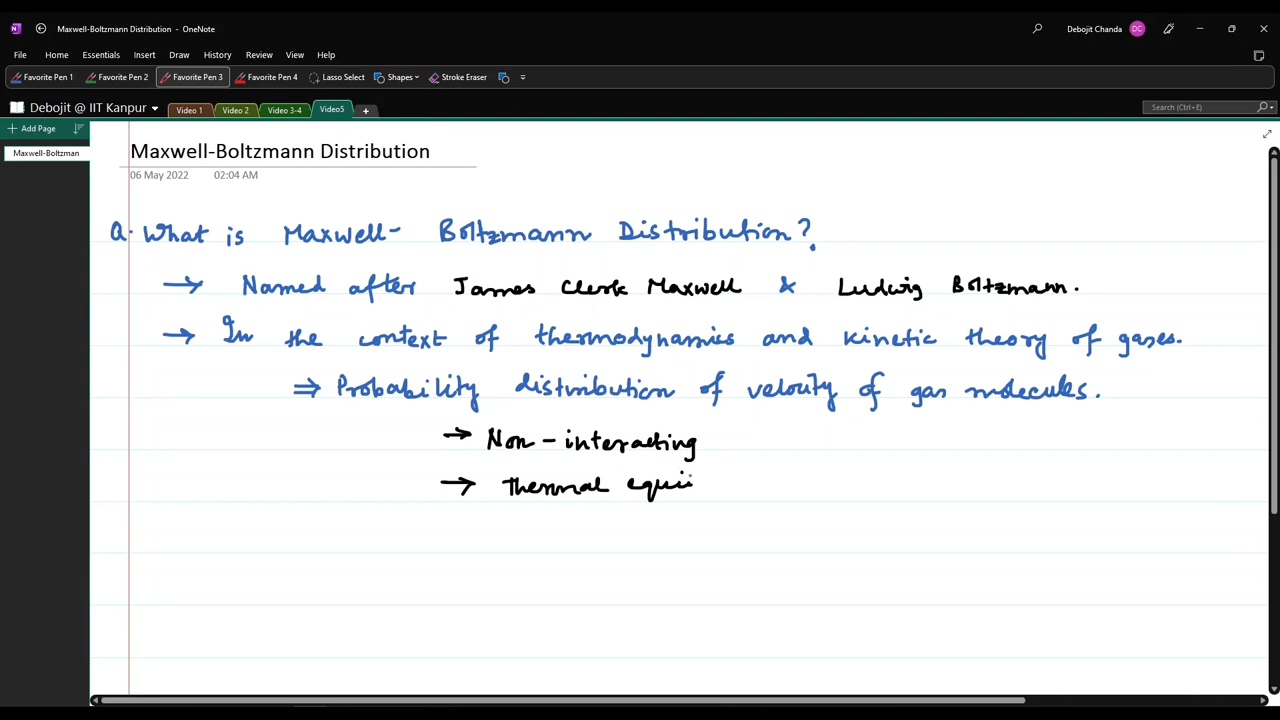 Maxwell-Boltzmann Distribution - OneNote
Debojit Chanda DC
File Home Essentials Insert Draw History Review View Help
Favorite Pen 1 Favorite Pen 2 Favorite Pen 3 Favorite Pen 4 Lasso Select Shapes Stroke Eraser
Debojit @ IIT Kanpur Video 1 Video 2 Video 3-4 Video5 + Search (Ctrl+E)
+ Add Page
Maxwell-Boltzman
Maxwell-Boltzmann Distribution
06 May 2022 02:04 AM
Q. What is Maxwell- Boltzmann Distribution?
→ Named after James Clerk Maxwell & Ludwig Boltzmann.
→ In the context of thermodynamics and kinetic theory of gases.
⇒ Probability distribution of velocity of gas molecules.
→ Non-interacting
→ Thermal equii